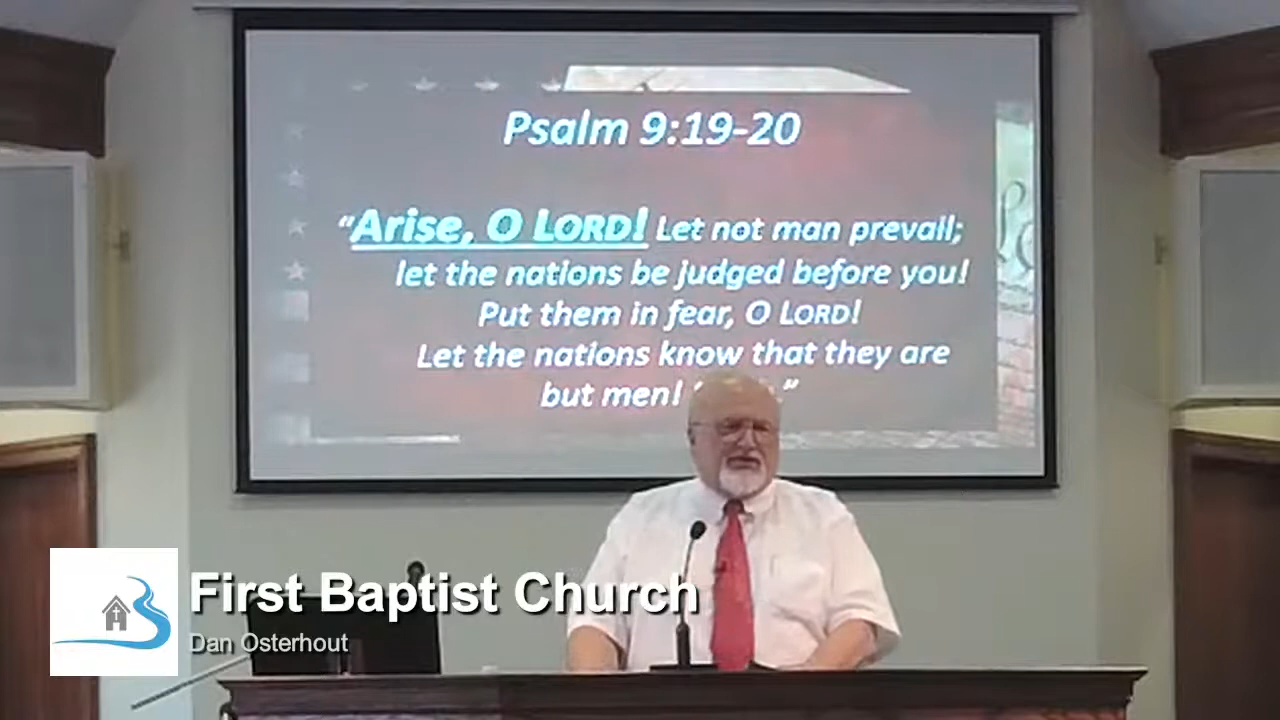 Psalm 9:19-20
“Arise, O LORD! Let not man prevail;
let the nations be judged before you!
Put them in fear, O LORD!
Let the nations know that they are
but men! ”
First Baptist Church
Dan Osterhout